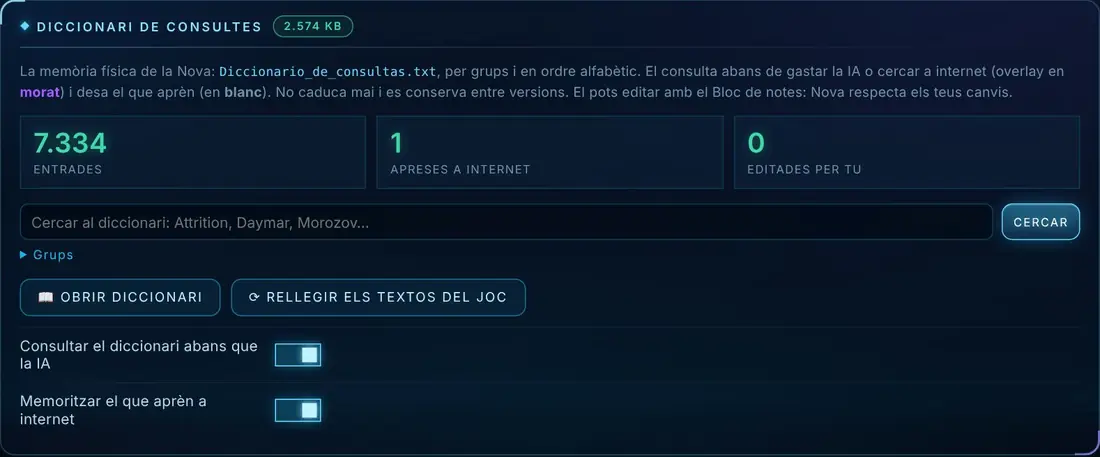 DICCIONARI DE CONSULTES 2.574 KB
La memòria física de la Nova: Diccionario_de_consultas.txt, per grups i en ordre alfabètic. El consulta abans de gastar la IA o cercar a internet (overlay en
morat) i desa el que aprèn (en blanc). No caduca mai i es conserva entre versions. El pots editar amb el Bloc de notes: Nova respecta els teus canvis.
7.334 1 0
ENTRADES APRESES A INTERNET EDITADES PER TU
Cercar al diccionari: Attrition, Daymar, Morozov... CERCAR
Grups
OBRIR DICCIONARI RELLEGIR ELS TEXTOS DEL JOC
Consultar el diccionari abans que
la IA
Memoritzar el que aprèn a
internet